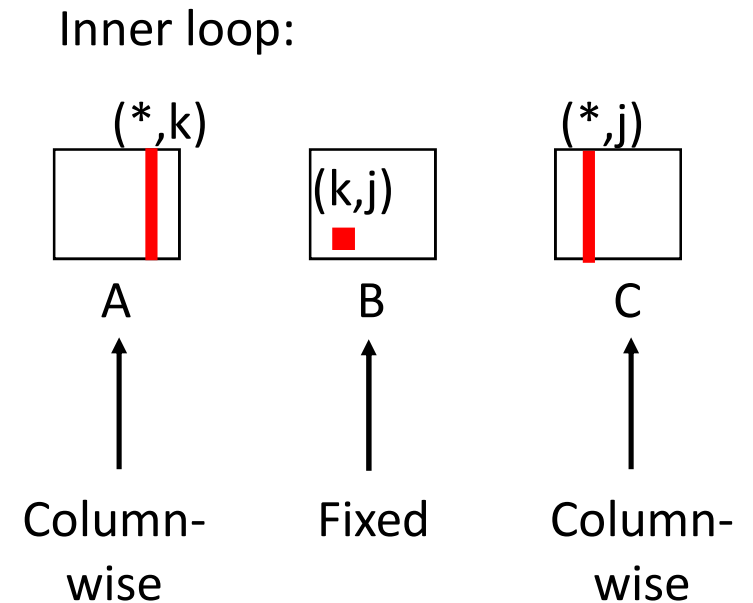 Inner loop:
(*,k)
(*,j)
(k,j)
A
B
C
Column-
wise
Fixed
Column-
wise